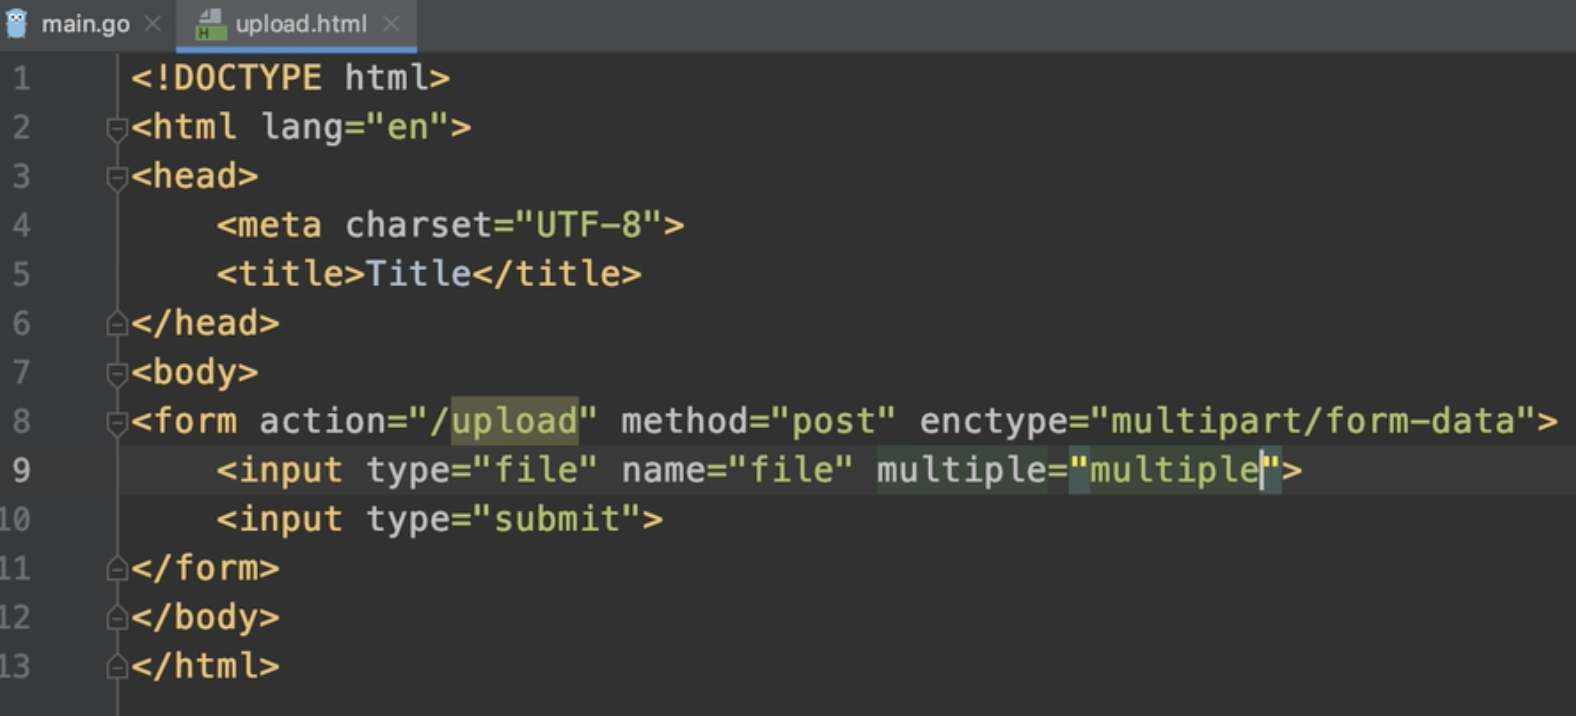 main.go upload.html
1 <!DOCTYPE html>
2 <html lang="en">
3 <head>
4     <meta charset="UTF-8">
5     <title>Title</title>
6 </head>
7 <body>
8 <form action="/upload" method="post" enctype="multipart/form-data">
9     <input type="file" name="file" multiple="multiple">
10     <input type="submit">
11 </form>
12 </body>
13 </html>